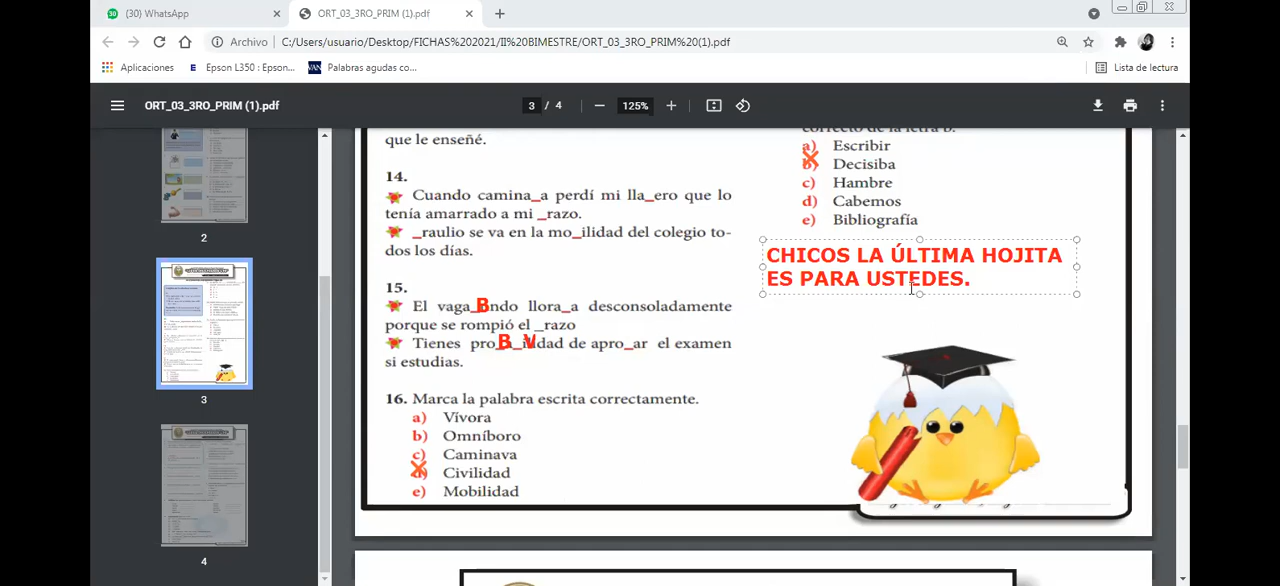 (30) WhatsApp
ORT_03_3RO_PRIM (1).pdf
Archivo
C:/Users/usuario/Desktop/FICHAS%202021/II%20BIMESTRE/ORT_03_3RO_PRIM%20(1).pdf
Aplicaciones
Epson L350 : Epson...
Palabras agudas co...
Lista de lectura
ORT_03_3RO_PRIM (1).pdf
3 / 4
125%
2
3
4
que le enseñé.
14.
Cuando camina_a perdí mi lla_ero que lo
tenía amarrado a mi _razo.
_raulio se va en la mo_ilidad del colegio to-
dos los días.
15.
El vaga_B ndo llora_a desconsoladamente
porque se rompió el _razo
Tienes pro_B_a_V_dad de apro_ar el examen
si estudias.
16. Marca la palabra escrita correctamente.
a) Vívora
b) Omníboro
c) Caminava
d) Civilidad
e) Mobilidad
correcto de la letra b.
a) Escribir
b) Decisiba
c) Hambre
d) Cabemos
e) Bibliografía
CHICOS LA ÚLTIMA HOJITA
ES PARA USTEDES.